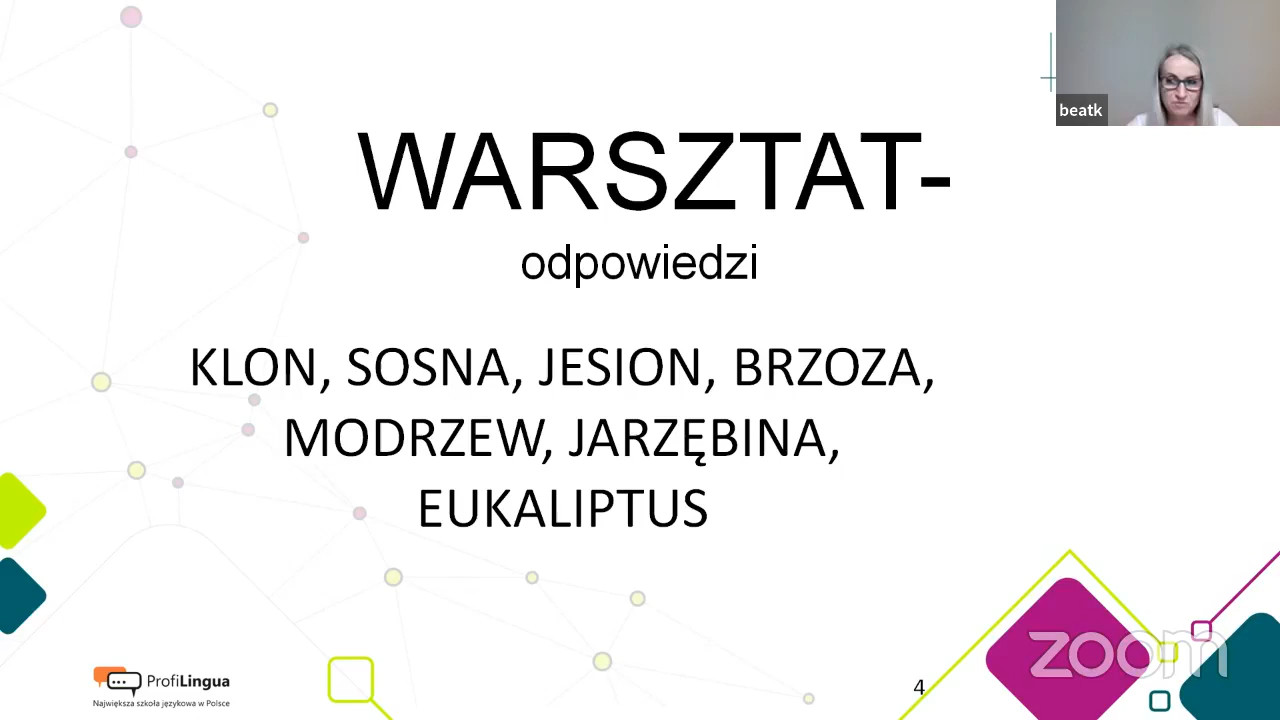 beatk
WARSZTAT-
odpowiedzi
KLON, SOSNA, JESION, BRZOZA,
MODRZEW, JARZĘBINA,
EUKALIPTUS
ProfiLingua
Największa szkoła językowa w Polsce
4
zoom